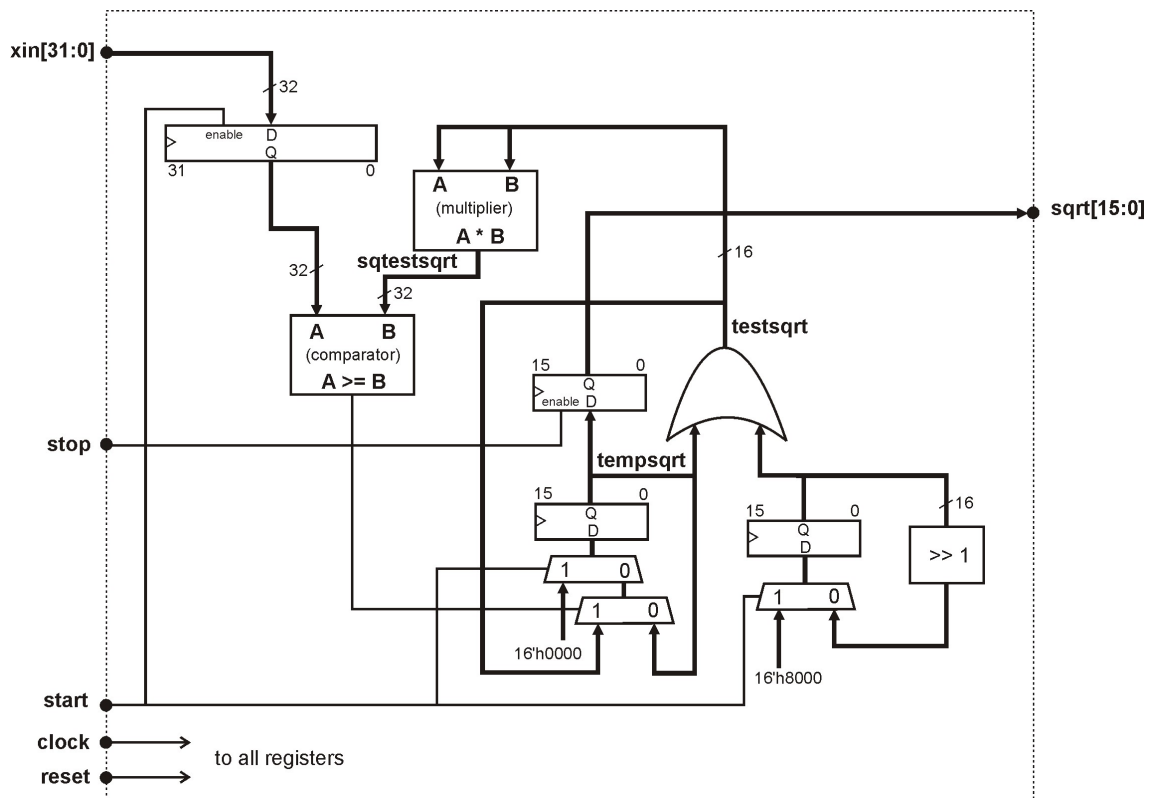 xin[31:0]
32
enable D
Q
31 0
A B
(multiplier)
A * B
sqrt[15:0]
16
sqtestsqrt
32
32
A B
(comparator)
A >= B
testsqrt
15 0
Q
enable D
stop
tempsqrt
15 0
Q
D
16
15 0
Q
D
>> 1
1 0
1 0
1 0
16'h0000
16'h8000
start
clock
to all registers
reset